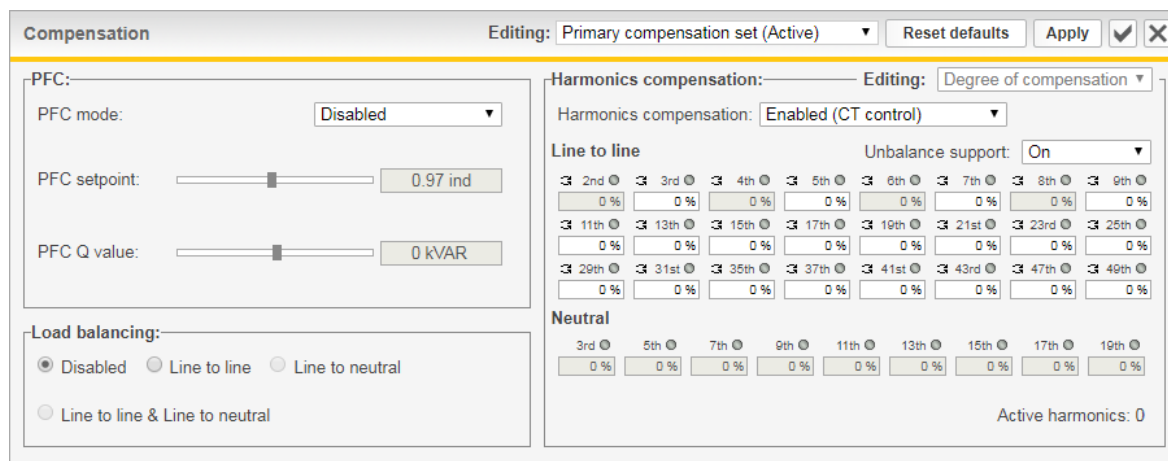 Compensation Editing: Primary compensation set (Active) Reset defaults Apply
PFC:
PFC mode: Disabled
PFC setpoint: 0.97 ind
PFC Q value: 0 kVAR
Load balancing:
Disabled Line to line Line to neutral
Line to line & Line to neutral
Harmonics compensation: Editing: Degree of compensation
Harmonics compensation: Enabled (CT control)
Line to line Unbalance support: On
2nd 3rd 4th 5th 6th 7th 8th 9th
0 % 0 % 0 % 0 % 0 % 0 % 0 % 0 %
11th 13th 15th 17th 19th 21st 23rd 25th
0 % 0 % 0 % 0 % 0 % 0 % 0 % 0 %
29th 31st 35th 37th 41st 43rd 47th 49th
0 % 0 % 0 % 0 % 0 % 0 % 0 % 0 %
Neutral
3rd 5th 7th 9th 11th 13th 15th 17th 19th
0 % 0 % 0 % 0 % 0 % 0 % 0 % 0 % 0 %
Active harmonics: 0